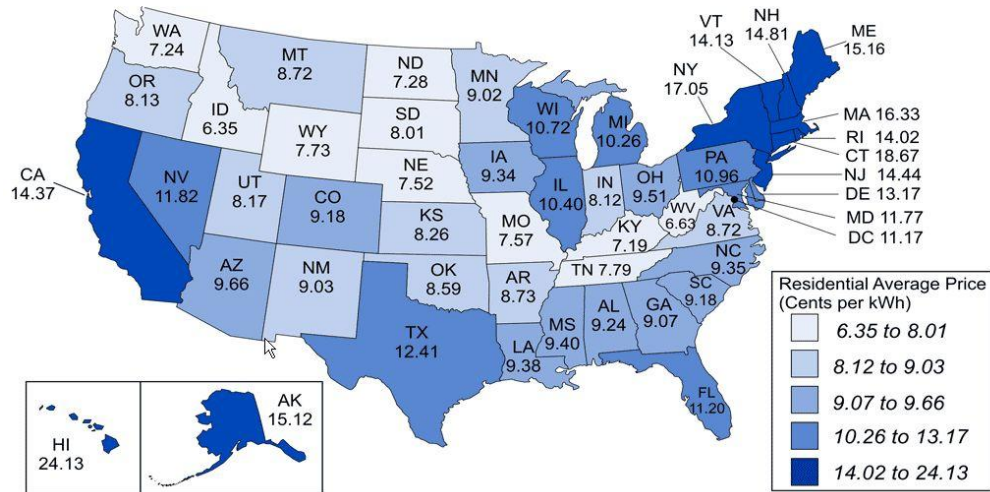 WA
7.24
OR
8.13
CA
14.37
NV
11.82
ID
6.35
MT
8.72
WY
7.73
UT
8.17
CO
9.18
AZ
9.66
NM
9.03
ND
7.28
SD
8.01
NE
7.52
KS
8.26
OK
8.59
TX
12.41
MN
9.02
IA
9.34
MO
7.57
AR
8.73
LA
9.38
WI
10.72
IL
10.40
MI
10.26
IN
8.12
OH
9.51
KY
7.19
TN 7.79
MS
9.40
AL
9.24
GA
9.07
FL
11.20
SC
9.18
NC
9.35
VA
8.72
WV
6.63
PA
10.96
NY
17.05
VT
14.13
NH
14.81
ME
15.16
MA 16.33
RI 14.02
CT 18.67
NJ 14.44
DE 13.17
MD 11.77
DC 11.17
HI
24.13
AK
15.12
Residential Average Price
(Cents per kWh)
6.35 to 8.01
8.12 to 9.03
9.07 to 9.66
10.26 to 13.17
14.02 to 24.13